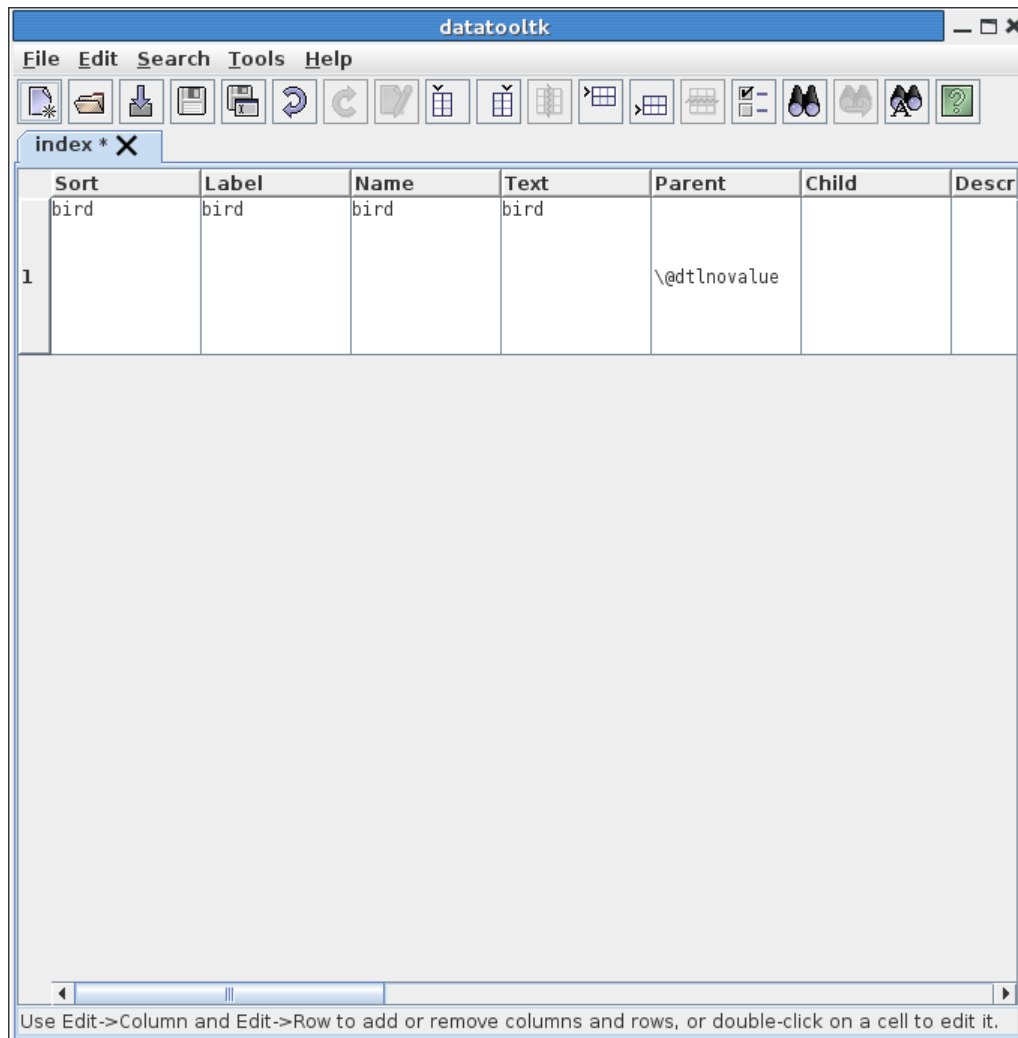 datatooltk
File Edit Search Tools Help
index *
Sort Label Name Text Parent Child Descr
bird bird bird bird
1 \@dtlnovalue
Use Edit->Column and Edit->Row to add or remove columns and rows, or double-click on a cell to edit it.